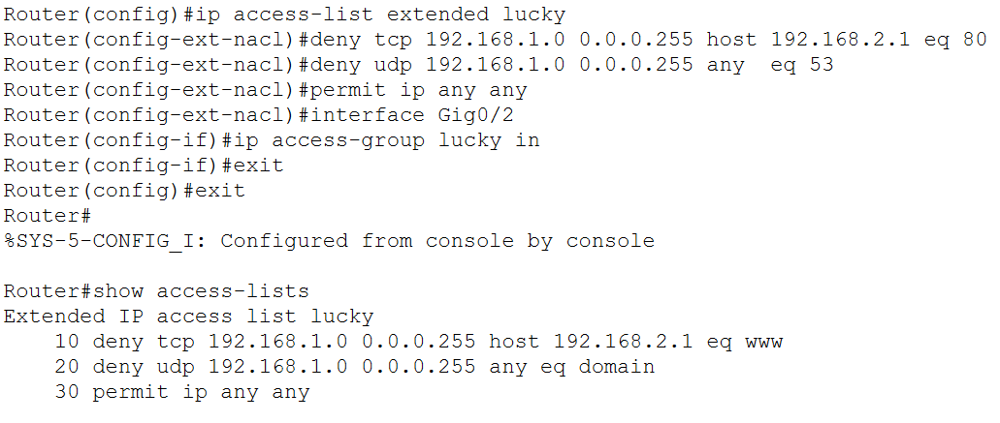 Router(config)#ip access-list extended lucky
Router(config-ext-nacl)#deny tcp 192.168.1.0 0.0.0.255 host 192.168.2.1 eq 80
Router(config-ext-nacl)#deny udp 192.168.1.0 0.0.0.255 any  eq 53
Router(config-ext-nacl)#permit ip any any
Router(config-ext-nacl)#interface Gig0/2
Router(config-if)#ip access-group lucky in
Router(config-if)#exit
Router(config)#exit
Router#
%SYS-5-CONFIG_I: Configured from console by console

Router#show access-lists
Extended IP access list lucky
    10 deny tcp 192.168.1.0 0.0.0.255 host 192.168.2.1 eq www
    20 deny udp 192.168.1.0 0.0.0.255 any eq domain
    30 permit ip any any